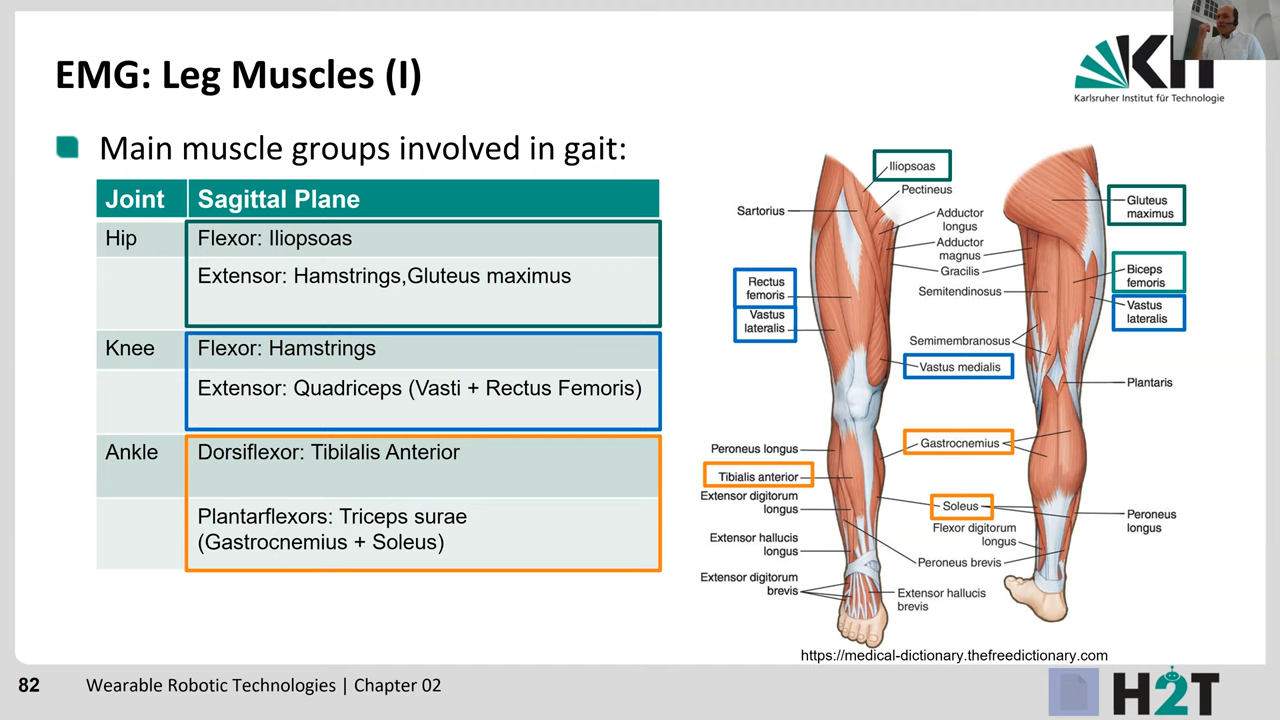 EMG: Leg Muscles (I)
KIT
Karlsruher Institut für Technologie
Main muscle groups involved in gait:
Joint Sagittal Plane
Hip Flexor: Iliopsoas
Extensor: Hamstrings,Gluteus maximus
Knee Flexor: Hamstrings
Extensor: Quadriceps (Vasti + Rectus Femoris)
Ankle Dorsiflexor: Tibilalis Anterior
Plantarflexors: Triceps surae
(Gastrocnemius + Soleus)
Iliopsoas
Pectineus
Sartorius
Adductor
longus
Adductor
magnus
Gracilis
Rectus
femoris
Vastus
lateralis
Semitendinosus
Semimembranosus
Vastus medialis
Gluteus
maximus
Biceps
femoris
Vastus
lateralis
Plantaris
Peroneus longus
Gastrocnemius
Tibialis anterior
Extensor digitorum
longus
Soleus
Flexor digitorum
longus
Peroneus
longus
Extensor hallucis
longus
Peroneus brevis
Extensor digitorum
brevis
Extensor hallucis
brevis
https://medical-dictionary.thefreedictionary.com
82 Wearable Robotic Technologies | Chapter 02
H2T